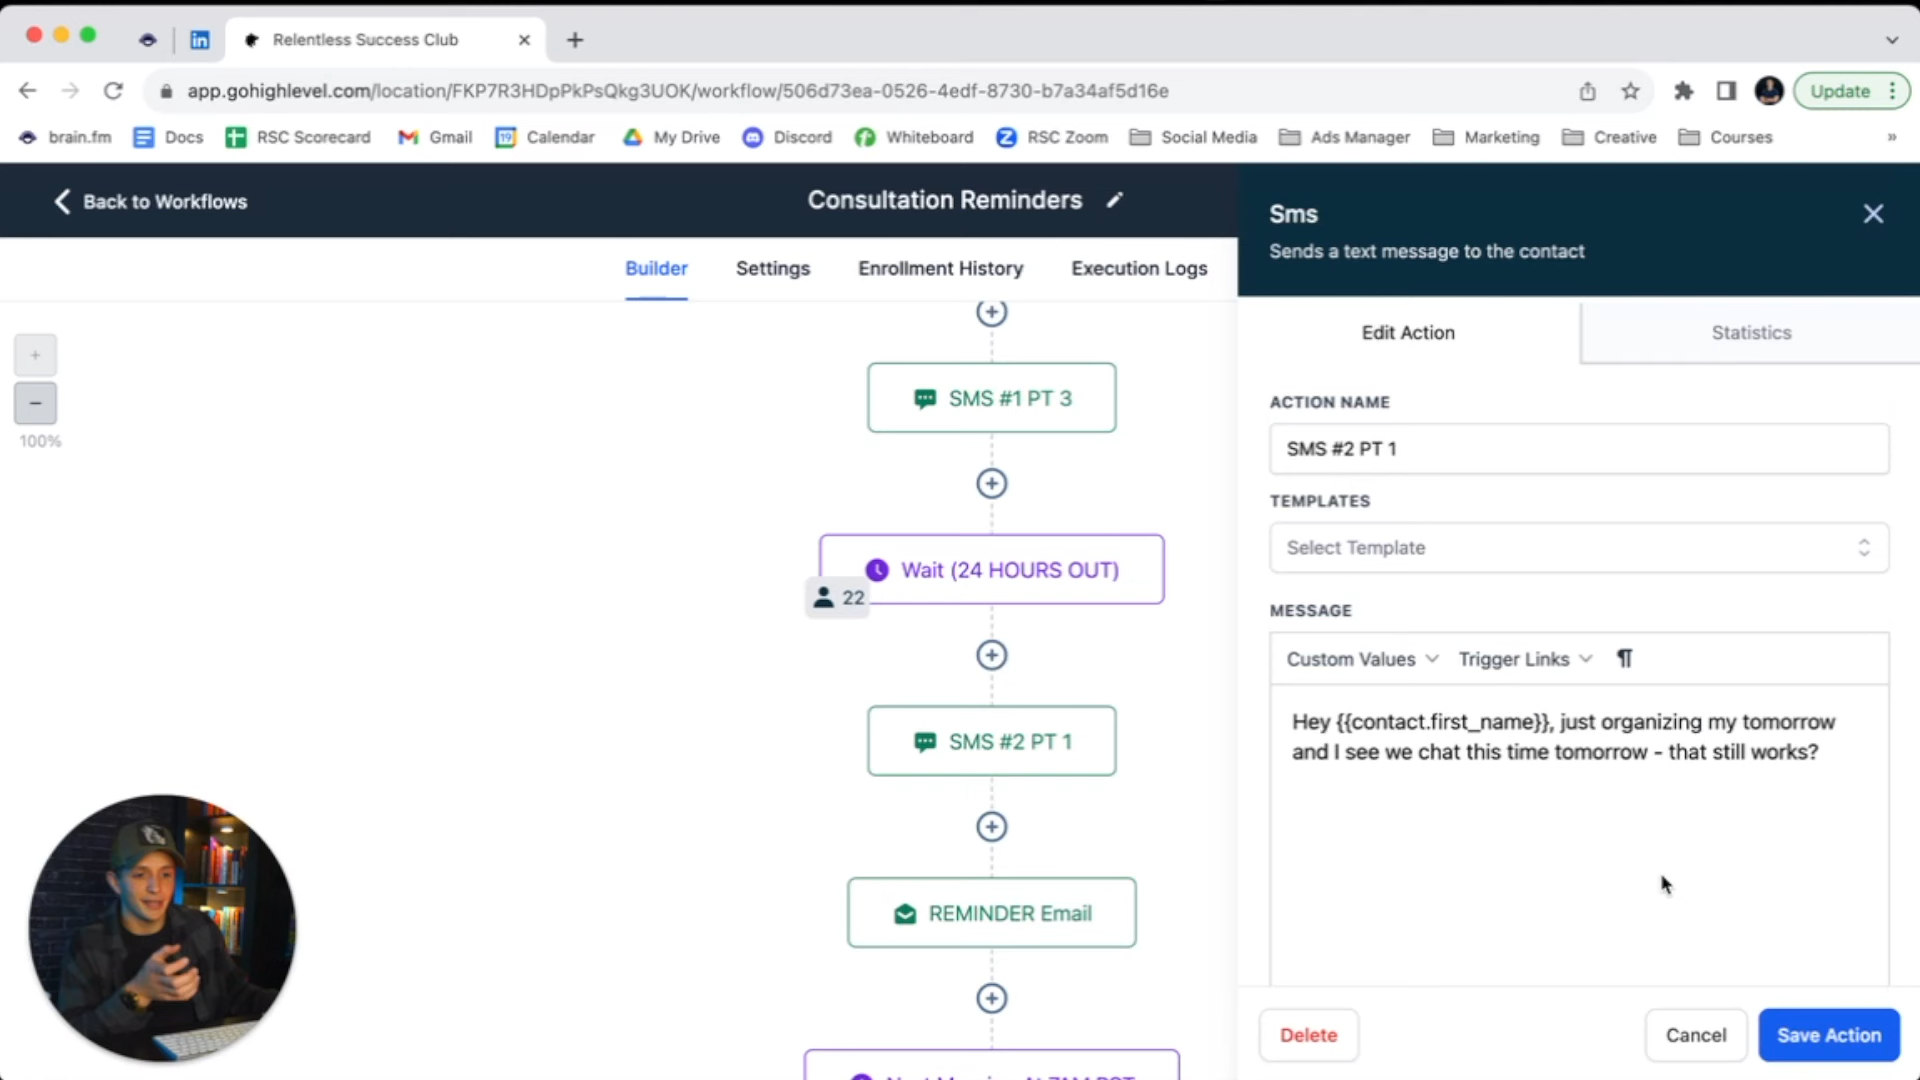 Relentless Success Club
app.gohighlevel.com/location/FKP7R3HDpPkPsQkg3UOK/workflow/506d73ea-0526-4edf-8730-b7a34af5d16e
Update
brain.fm
Docs
RSC Scorecard
Gmail
19
Calendar
My Drive
Discord
Whiteboard
RSC Zoom
Social Media
Ads Manager
Marketing
Creative
Courses
»
Back to Workflows
Consultation Reminders
Builder
Settings
Enrollment History
Execution Logs
+
-
100%
SMS #1 PT 3
Wait (24 HOURS OUT)
22
SMS #2 PT 1
REMINDER Email
Sms
Sends a text message to the contact
Edit Action
Statistics
ACTION NAME
SMS #2 PT 1
TEMPLATES
Select Template
MESSAGE
Custom Values
Trigger Links
¶
Hey {{contact.first_name}}, just organizing my tomorrow
and I see we chat this time tomorrow - that still works?
Delete
Cancel
Save Action